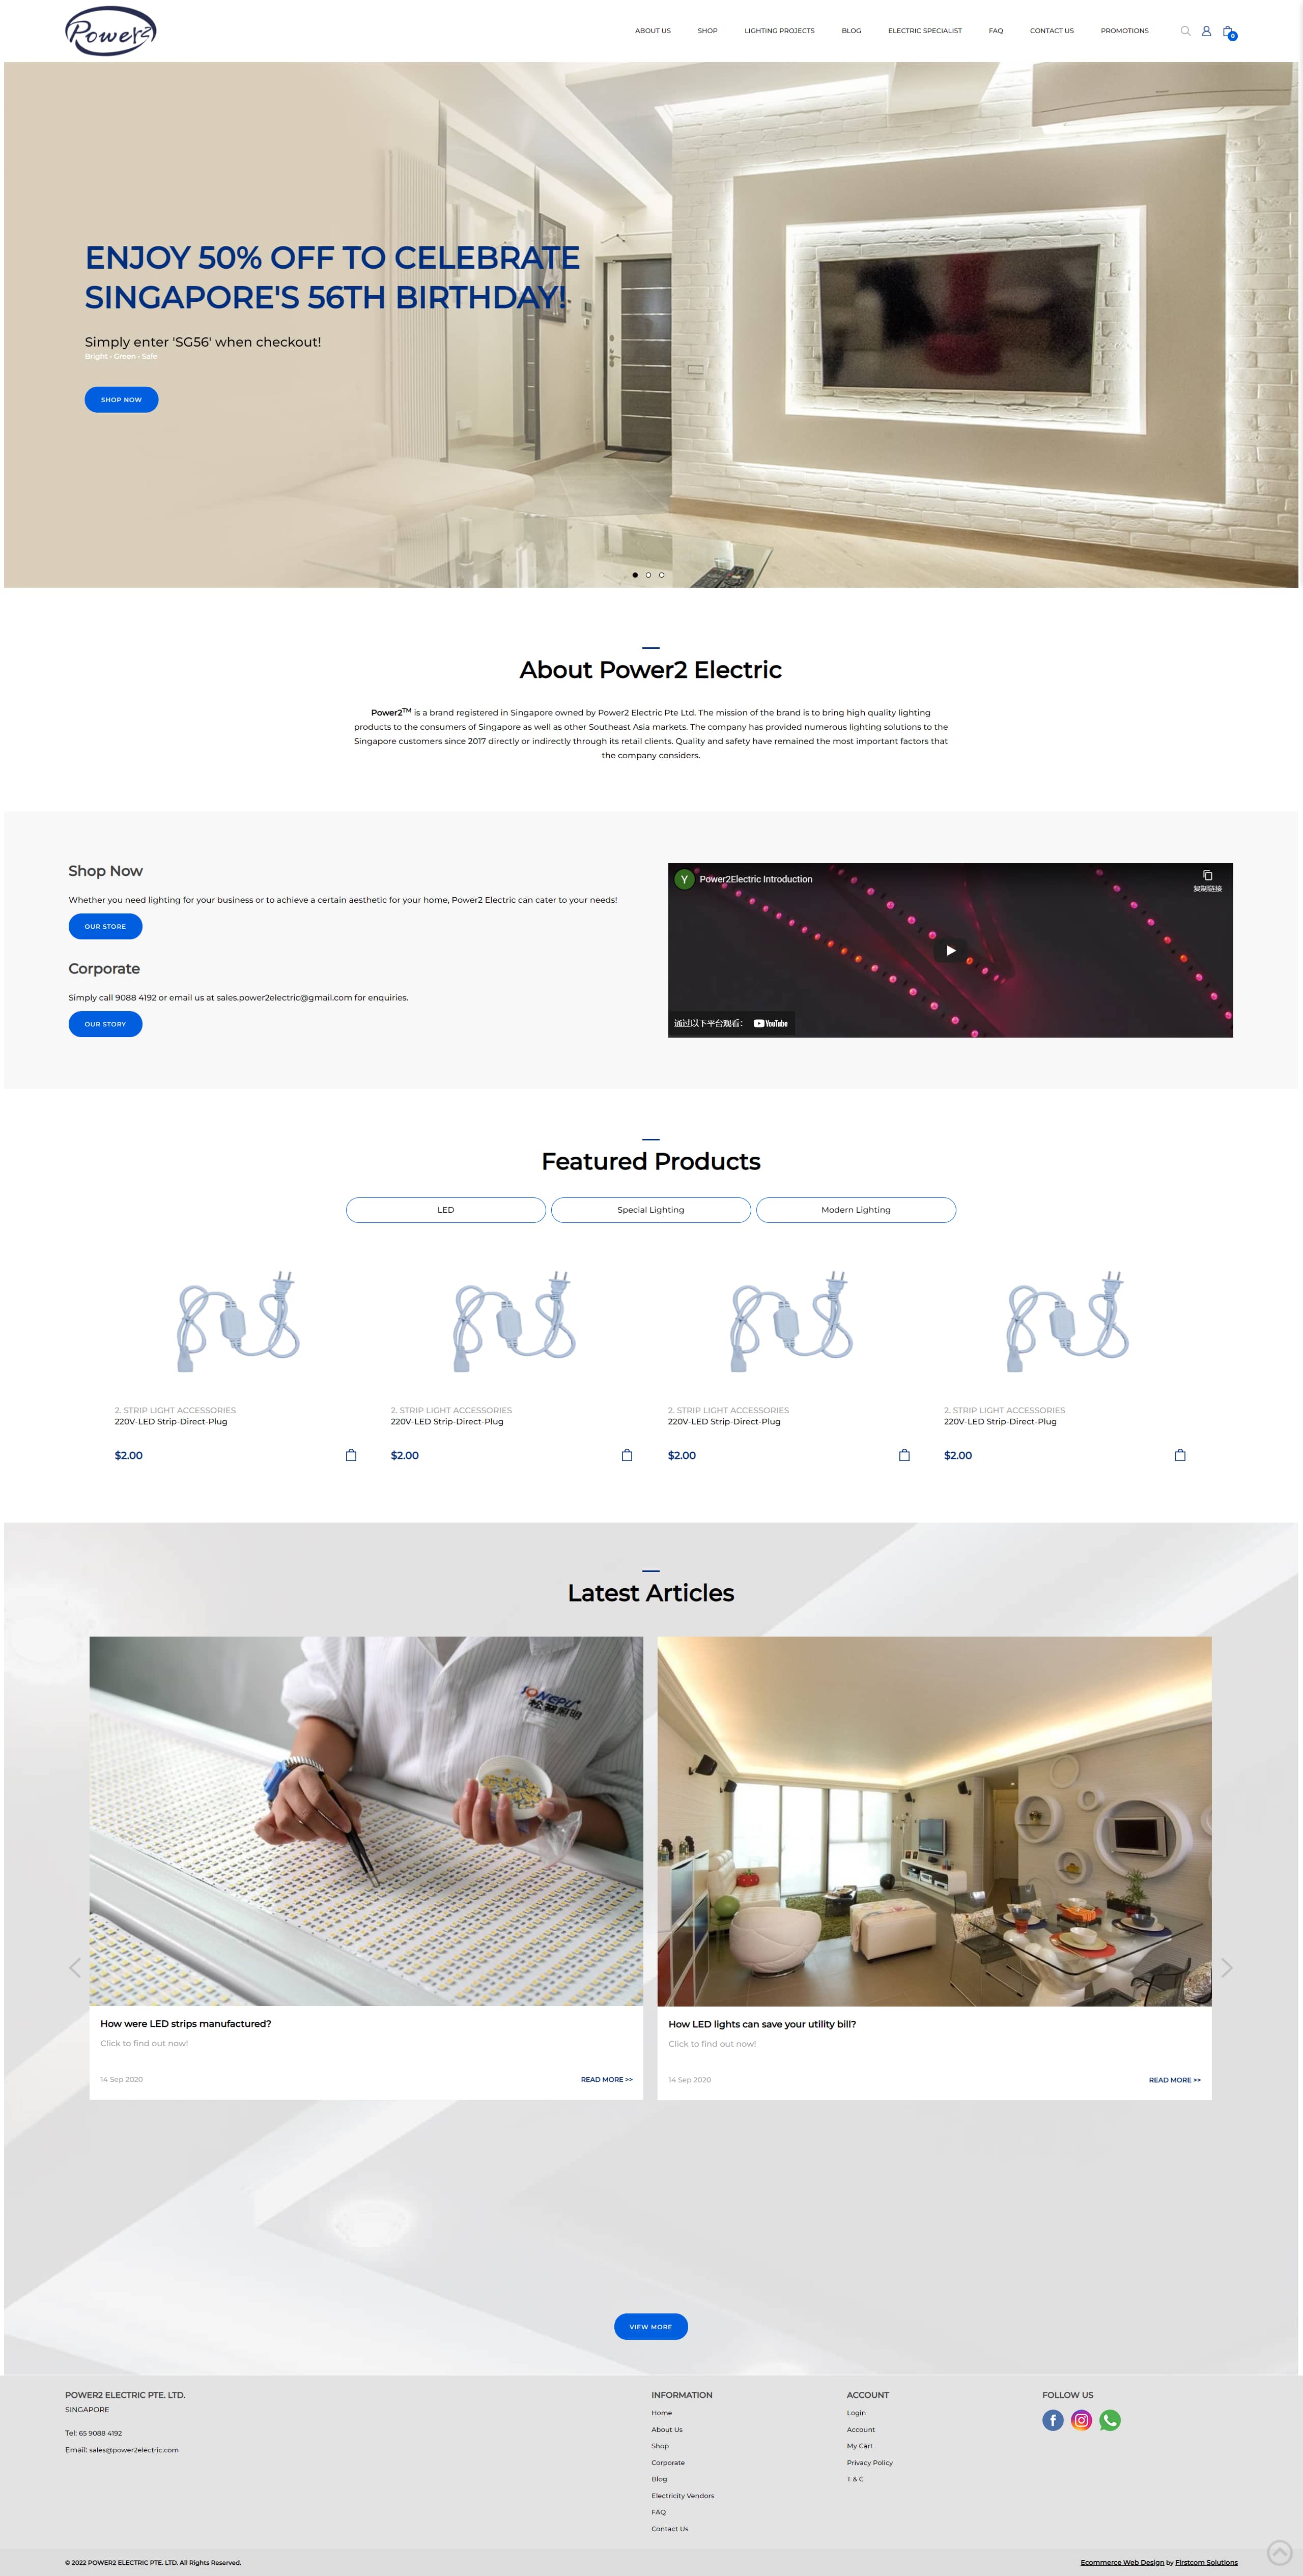 Power2
ABOUT US
SHOP
LIGHTING PROJECTS
BLOG
ELECTRIC SPECIALIST
FAQ
CONTACT US
PROMOTIONS
0
ENJOY 50% OFF TO CELEBRATE
SINGAPORE'S 56TH BIRTHDAY!
Simply enter 'SG56' when checkout!
Bright - Green - Safe
SHOP NOW
About Power2 Electric
Power2TM is a brand registered in Singapore owned by Power2 Electric Pte Ltd. The mission of the brand is to bring high quality lighting
products to the consumers of Singapore as well as other Southeast Asia markets. The company has provided numerous lighting solutions to the
Singapore customers since 2017 directly or indirectly through its retail clients. Quality and safety have remained the most important factors that
the company considers.
Shop Now
Whether you need lighting for your business or to achieve a certain aesthetic for your home, Power2 Electric can cater to your needs!
OUR STORE
Corporate
Simply call 9088 4192 or email us at sales.power2electric@gmail.com for enquiries.
OUR STORY
Y
Power2Electric Introduction
复制链接
通过以下平台观看：
YouTube
Featured Products
LED
Special Lighting
Modern Lighting
2. STRIP LIGHT ACCESSORIES
220V-LED Strip-Direct-Plug
$2.00
2. STRIP LIGHT ACCESSORIES
220V-LED Strip-Direct-Plug
$2.00
2. STRIP LIGHT ACCESSORIES
220V-LED Strip-Direct-Plug
$2.00
2. STRIP LIGHT ACCESSORIES
220V-LED Strip-Direct-Plug
$2.00
Latest Articles
How were LED strips manufactured?
Click to find out now!
14 Sep 2020
READ MORE >>
How LED lights can save your utility bill?
Click to find out now!
14 Sep 2020
READ MORE >>
VIEW MORE
POWER2 ELECTRIC PTE. LTD.
SINGAPORE
Tel: 65 9088 4192
Email: sales@power2electric.com
INFORMATION
Home
About Us
Shop
Corporate
Blog
Electricity Vendors
FAQ
Contact Us
ACCOUNT
Login
Account
My Cart
Privacy Policy
T & C
FOLLOW US
© 2022 POWER2 ELECTRIC PTE. LTD. All Rights Reserved.
Ecommerce Web Design by Firstcom Solutions